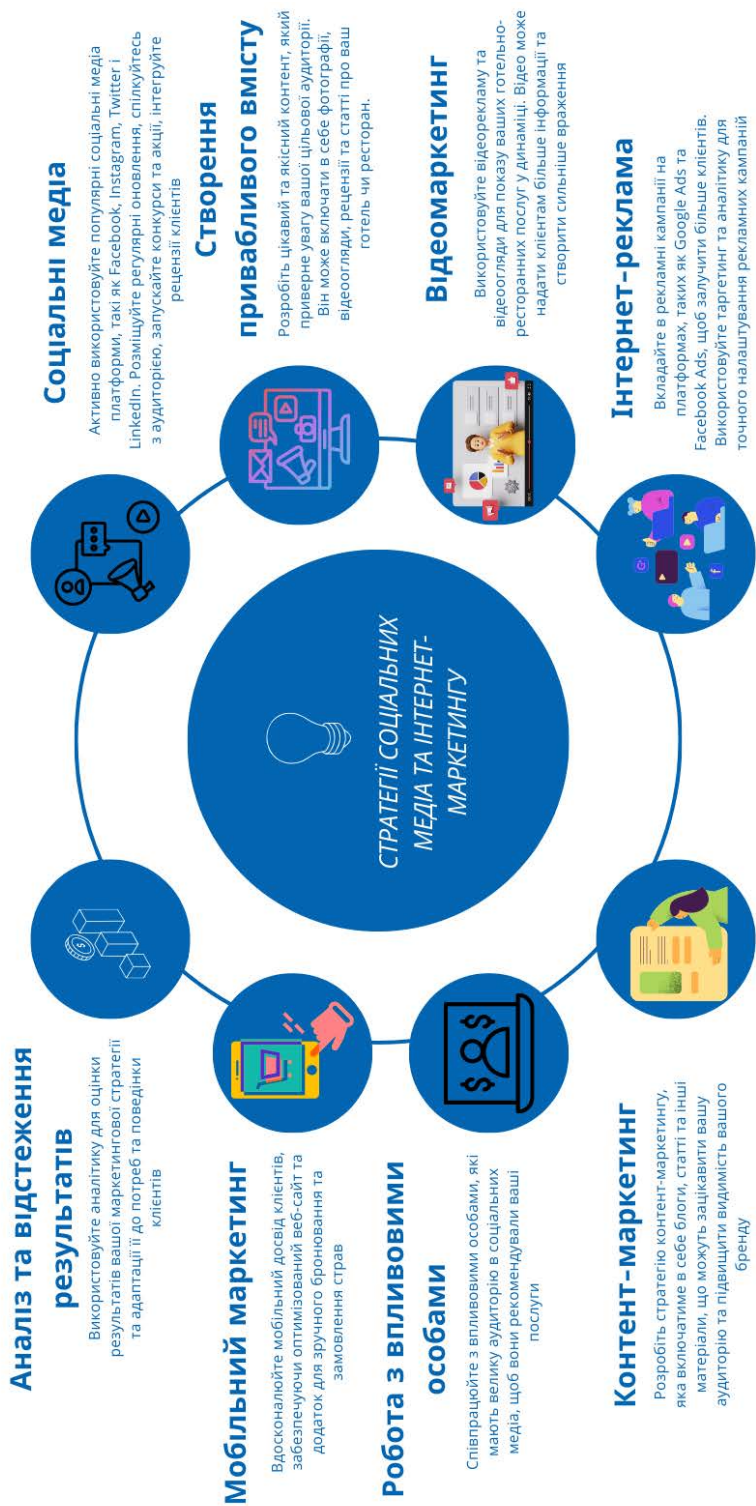 СТРАТЕГІЇ СОЦІАЛЬНИХ
МЕДІА ТА ІНТЕРНЕТ-
МАРКЕТИНГУ
Соціальні медіа
Активно використовуйте популярні соціальні медіа
платформи, такі як Facebook, Instagram, Twitter і
LinkedIn. Розміщуйте регулярні оновлення, спілкуйтесь
з аудиторією, запускайте конкурси та акції, інтегруйте
рецензії клієнтів
Створення
привабливого вмісту
Розробіть цікавий та якісний контент, який
приверне увагу вашої цільової аудиторії.
Він може включати в себе фотографії,
відеоогляди, рецензії та статті про ваш
готель чи ресторан.
Відеомаркетинг
Використовуйте відеорекламу та
відеоогляди для показу ваших готельно-
ресторанних послуг у динаміці. Відео може
надати клієнтам більше інформації та
створити сильніше враження
Інтернет-реклама
Вкладайте в рекламні кампанії на
платформах, таких як Google Ads та
Facebook Ads, щоб залучити більше клієнтів.
Використовуйте таргетинг та аналітику для
точного налаштування рекламних кампаній
Контент-маркетинг
Розробіть стратегію контент-маркетингу,
яка включатиме в себе блоги, статті та інші
матеріали, що можуть зацікавити вашу
аудиторію та підвищити видимість вашого
бренду
Робота з впливовими
особами
Співпрацюйте з впливовими особами, які
мають велику аудиторію в соціальних
медіа, щоб вони рекомендували ваші
послуги
Мобільний маркетинг
Вдосконалюйте мобільний досвід клієнтів,
забезпечуючи оптимізований веб-сайт та
додаток для зручного бронювання та
замовлення страв
Аналіз та відстеження
результатів
Використовуйте аналітику для оцінки
результатів вашої маркетингової стратегії
та адаптації її до потреб та поведінки
клієнтів